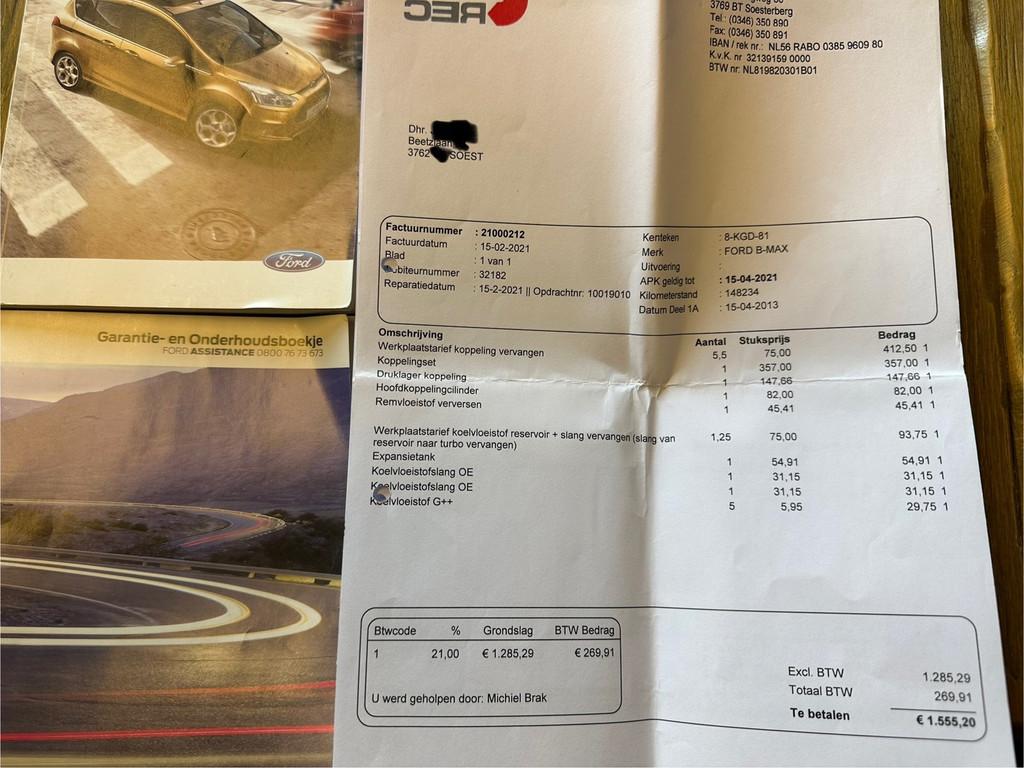 REC
3769 BT Soesterberg
Tel.: (0346) 350 890
Fax: (0346) 350 891
IBAN / rek nr.: NL56 RABO 0385 9609 80
K.v.K. nr 32139159 0000
BTW nr: NL819820301B01
Dhr.
Beetzlaan
3762 SOEST
Factuurnummer : 21000212
Factuurdatum : 15-02-2021
Blad : 1 van 1
biteurnummer : 32182
Reparatiedatum : 15-2-2021 || Opdrachtnr: 10019010
Kenteken : 8-KGD-81
Merk : FORD B-MAX
Uitvoering :
APK geldig tot : 15-04-2021
Kilometerstand : 148234
Datum Deel 1A : 15-04-2013
Omschrijving Aantal Stuksprijs Bedrag
Werkplaatstarief koppeling vervangen 5,5 75,00 412,50 1
Koppelingset 1 357,00 357,00 1
Druklager koppeling 1 147,66 147,66 1
Hoofdkoppelingcilinder 1 82,00 82,00 1
Remvloeistof verversen 1 45,41 45,41 1
Werkplaatstarief koelvloeistof reservoir + slang vervangen (slang van 1,25 75,00 93,75 1
reservoir naar turbo vervangen)
Expansietank 1 54,91 54,91 1
Koelvloeistofslang OE 1 31,15 31,15 1
Koelvloeistofslang OE 1 31,15 31,15 1
Koelvloeistof G++ 5 5,95 29,75 1
Btwcode % Grondslag BTW Bedrag
1 21,00 € 1.285,29 € 269,91
U werd geholpen door: Michiel Brak
Excl. BTW 1.285,29
Totaal BTW 269,91
Te betalen € 1.555,20
Ford
Garantie- en Onderhoudsboekje
FORD ASSISTANCE 0800 76 73 673